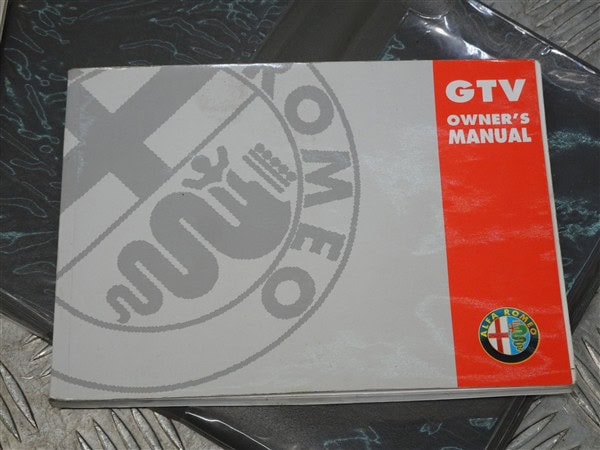 ROMEO
GTV
OWNER'S
MANUAL
ALFA ROMEO